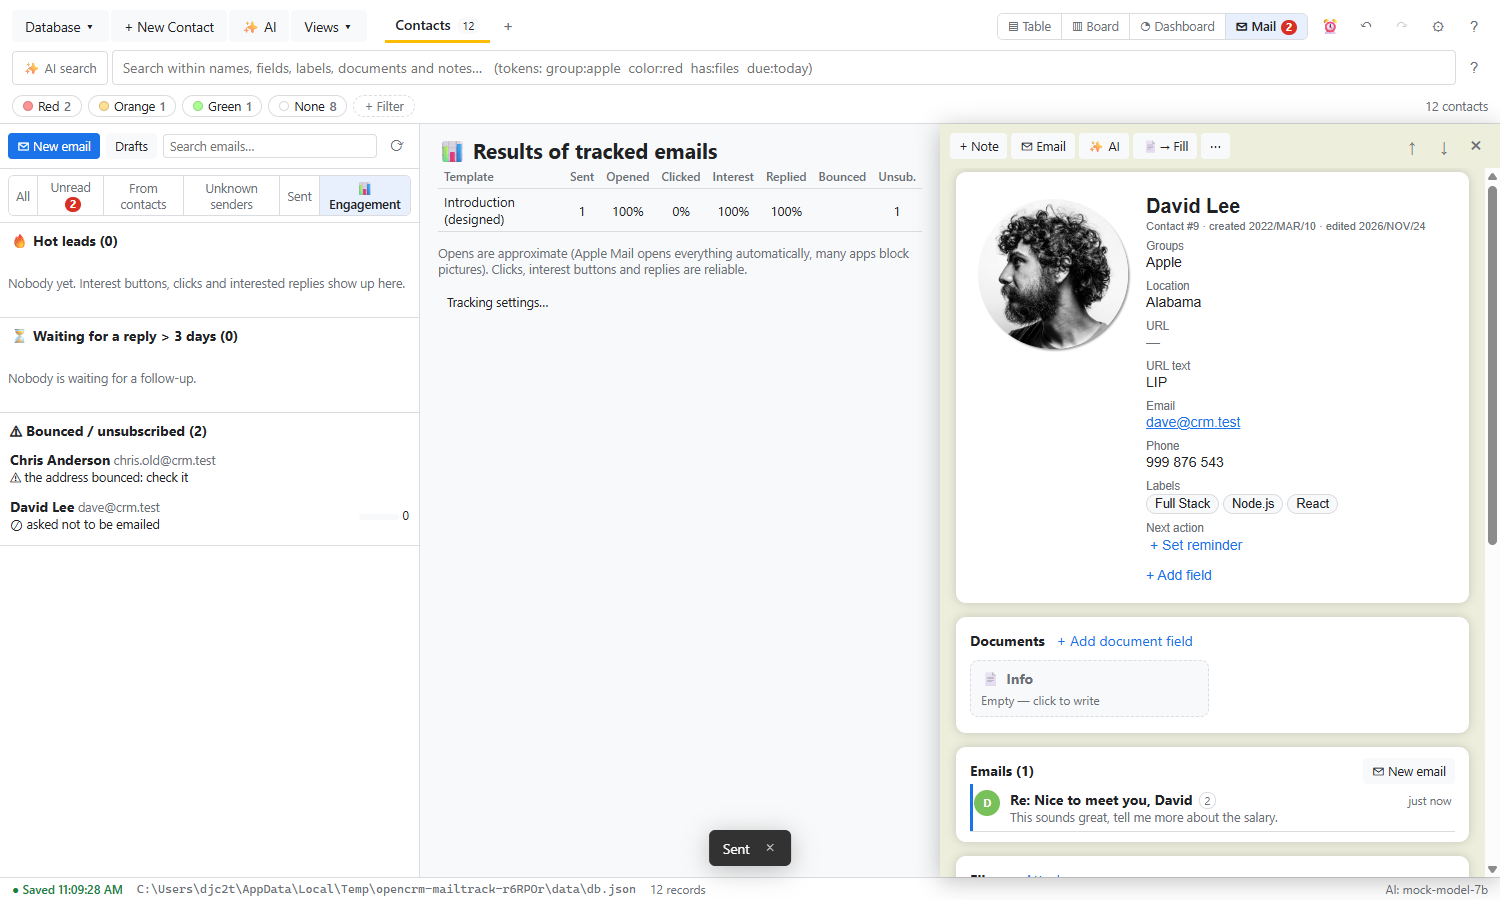 Database ▾
+ New Contact
✨ AI
Views ▾
Contacts 12
+
Table
Board
Dashboard
Mail 2
?
AI search
Search within names, fields, labels, documents and notes... (tokens: group:apple color:red has:files due:today)
?
Red 2
Orange 1
Green 1
None 8
+ Filter
12 contacts
New email
Drafts
Search emails...
All
Unread
2
From
contacts
Unknown
senders
Sent
Engagement
Hot leads (0)
Nobody yet. Interest buttons, clicks and interested replies show up here.
Waiting for a reply > 3 days (0)
Nobody is waiting for a follow-up.
⚠ Bounced / unsubscribed (2)
Chris Anderson chris.old@crm.test
⚠ the address bounced: check it
David Lee dave@crm.test
asked not to be emailed
0
Results of tracked emails
Template Sent Opened Clicked Interest Replied Bounced Unsub.
Introduction
(designed) 1 100% 0% 100% 100% 1
Opens are approximate (Apple Mail opens everything automatically, many apps block
pictures). Clicks, interest buttons and replies are reliable.
Tracking settings...
Sent ×
+ Note
Email
AI
→ Fill
...
↑ ↓ ×
David Lee
Contact #9 · created 2022/MAR/10 · edited 2026/NOV/24
Groups
Apple
Location
Alabama
URL
—
URL text
LIP
Email
dave@crm.test
Phone
999 876 543
Labels
Full Stack Node.js React
Next action
+ Set reminder
+ Add field
Documents + Add document field
Info
Empty — click to write
Emails (1)
New email
D
Re: Nice to meet you, David 2
just now
This sounds great, tell me more about the salary.
● Saved 11:09:28 AM
C:\Users\djc2t\AppData\Local\Temp\opencrm-mailtrack-r6RPOr\data\db.json
12 records
AI: mock-model-7b